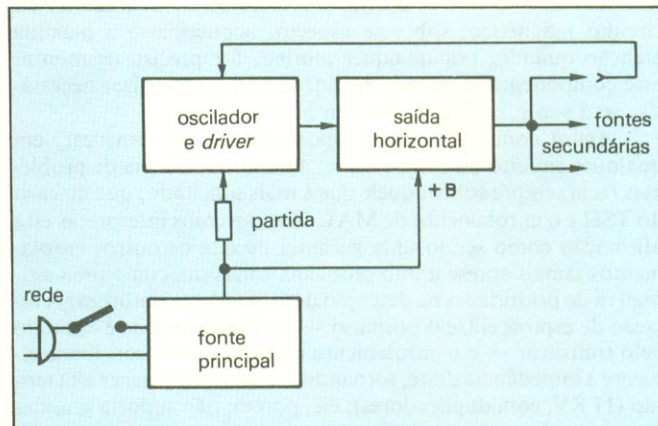 oscilador
e driver
saída
horizontal
fontes
secundárias
partida
+B
rede
fonte
principal